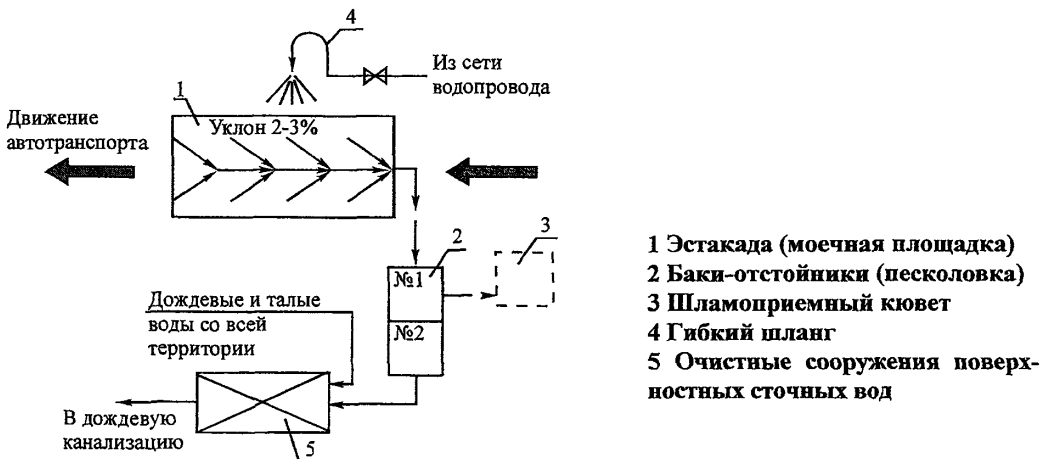 4
Из сети
водопровода
1
Движение
автотранспорта
Уклон 2-3%
2
3
№1
№2
Дождевые и талые
воды со всей
территории
В дождевую
канализацию
5
1 Эстакада (моечная площадка)
2 Баки-отстойники (песколовка)
3 Шламоприемный кювет
4 Гибкий шланг
5 Очистные сооружения поверх-
ностных сточных вод